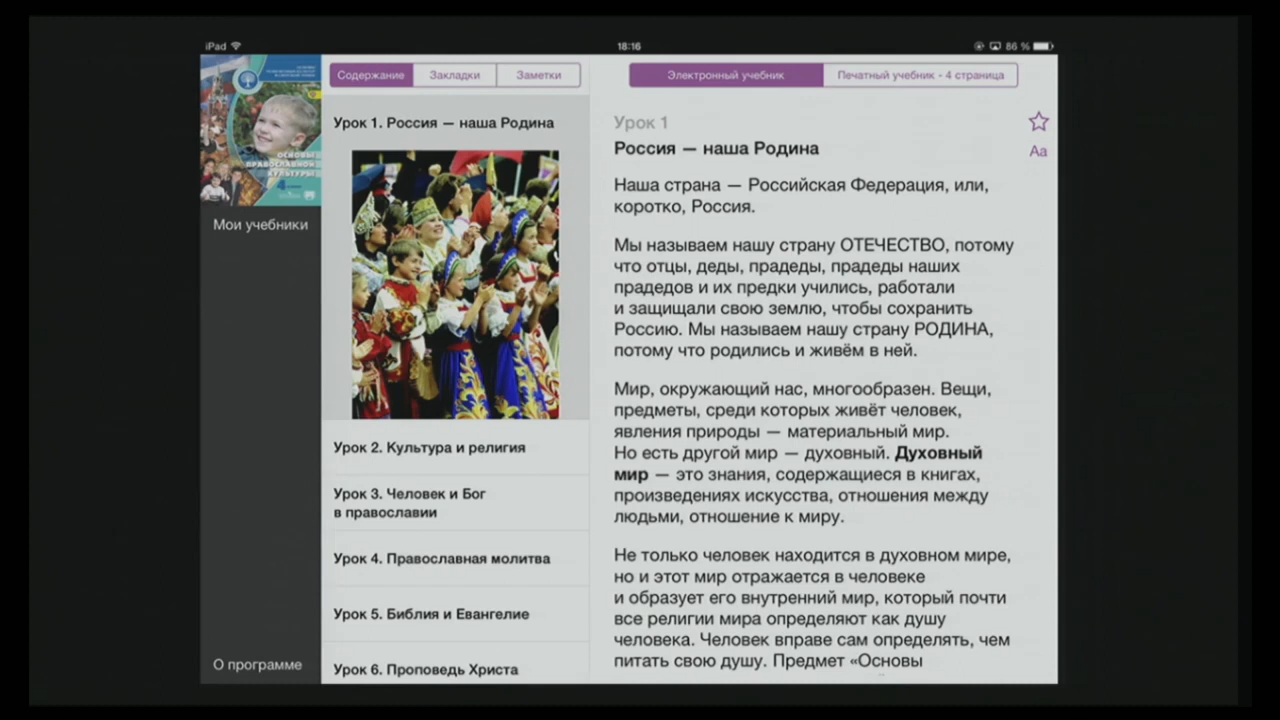 iPad
18:16
86 %
ОСНОВЫ
ПРАВОСЛАВНОЙ
КУЛЬТУРЫ
4
Мои учебники
О программе
Содержание
Закладки
Заметки
Урок 1. Россия — наша Родина
Урок 2. Культура и религия
Урок 3. Человек и Бог
в православии
Урок 4. Православная молитва
Урок 5. Библия и Евангелие
Урок 6. Проповедь Христа
Электронный учебник
Печатный учебник - 4 страница
Урок 1
Aa
Россия — наша Родина
Наша страна — Российская Федерация, или,
коротко, Россия.
Мы называем нашу страну ОТЕЧЕСТВО, потому
что отцы, деды, прадеды, прадеды наших
прадедов и их предки учились, работали
и защищали свою землю, чтобы сохранить
Россию. Мы называем нашу страну РОДИНА,
потому что родились и живём в ней.
Мир, окружающий нас, многообразен. Вещи,
предметы, среди которых живёт человек,
явления природы — материальный мир.
Но есть другой мир — духовный. Духовный
мир — это знания, содержащиеся в книгах,
произведениях искусства, отношения между
людьми, отношение к миру.
Не только человек находится в духовном мире,
но и этот мир отражается в человеке
и образует его внутренний мир, который почти
все религии мира определяют как душу
человека. Человек вправе сам определять, чем
питать свою душу. Предмет «Основы